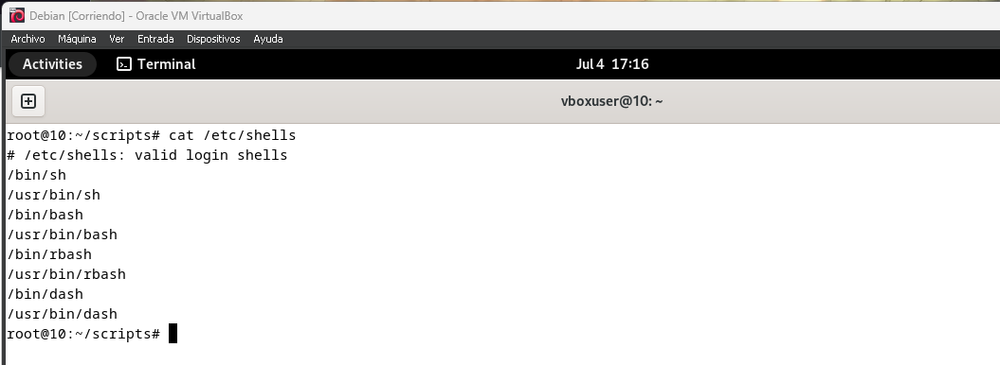 Debian [Corriendo] - Oracle VM VirtualBox
Archivo Máquina Ver Entrada Dispositivos Ayuda
Activities Terminal Jul 4 17:16
vboxuser@10: ~
root@10:~/scripts# cat /etc/shells
# /etc/shells: valid login shells
/bin/sh
/usr/bin/sh
/bin/bash
/usr/bin/bash
/bin/rbash
/usr/bin/rbash
/bin/dash
/usr/bin/dash
root@10:~/scripts#